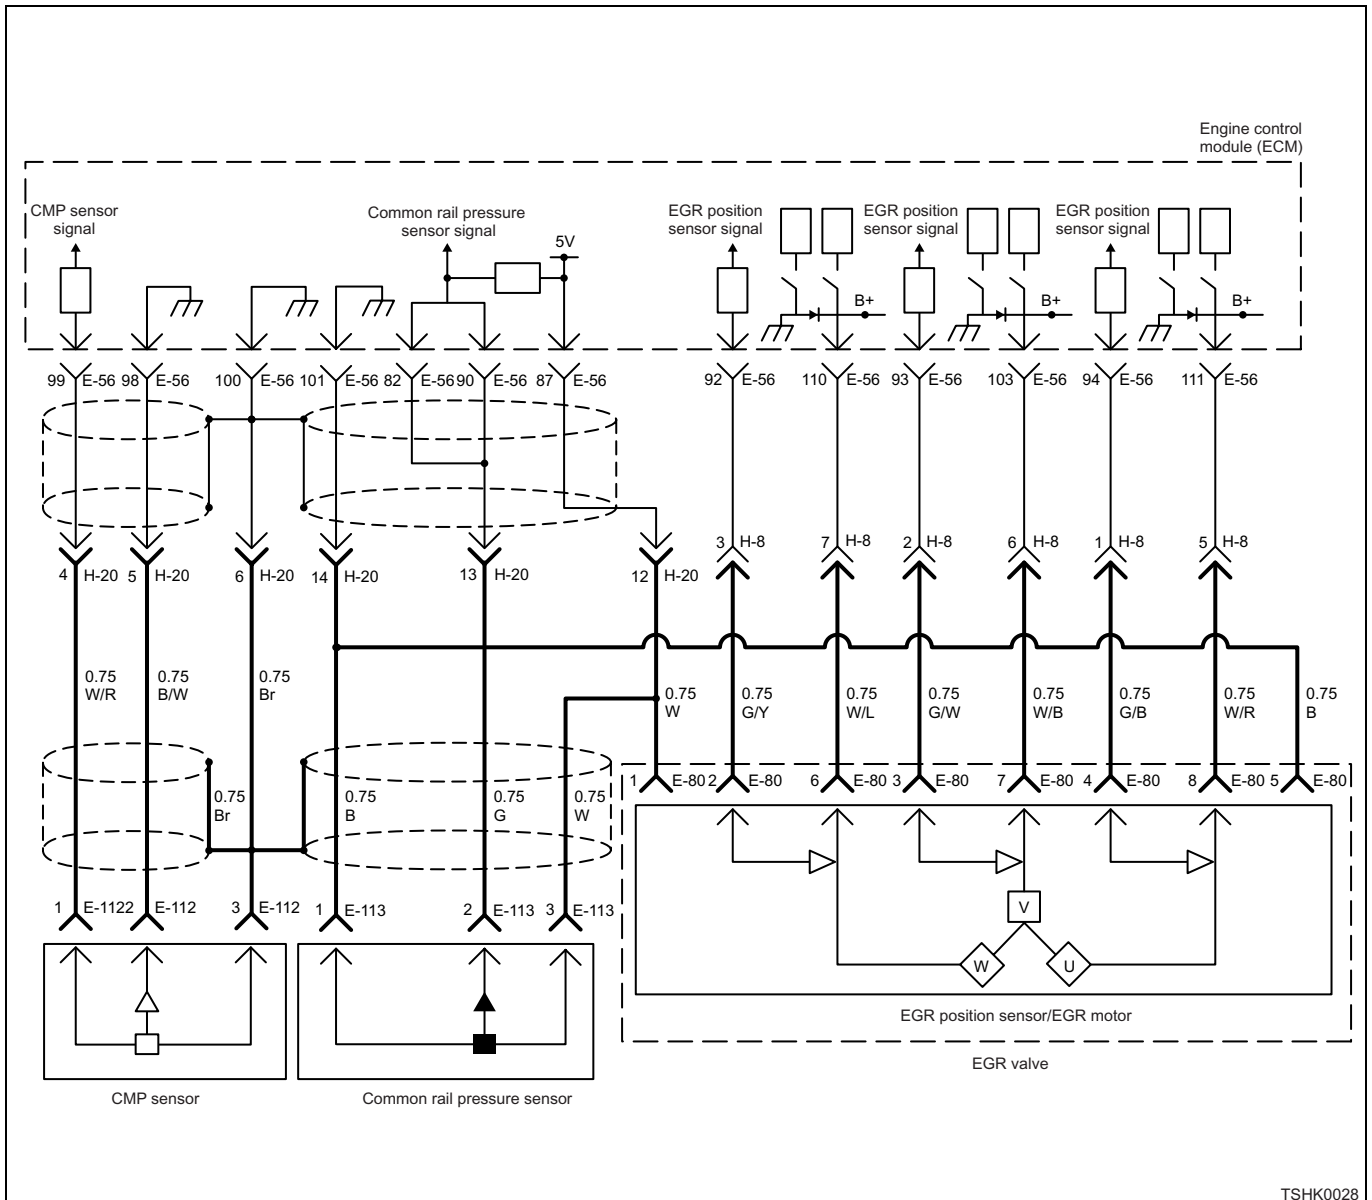 Engine control
module (ECM)
CMP sensor
signal
Common rail pressure
sensor signal
5V
EGR position
sensor signal
B+
EGR position
sensor signal
B+
EGR position
sensor signal
B+
99 E-56 98 E-56 100 E-56 101 E-56 82 E-56 90 E-56 87 E-56 92 E-56 110 E-56 93 E-56 103 E-56 94 E-56 111 E-56
3 H-8 7 H-8 2 H-8 6 H-8 1 H-8 5 H-8
4 H-20 5 H-20 6 H-20 14 H-20 13 H-20 12 H-20
0.75
W/R
0.75
B/W
0.75
Br
0.75
W
0.75
G/Y
0.75
W/L
0.75
G/W
0.75
W/B
0.75
G/B
0.75
W/R
0.75
B
1 E-80 2 E-80 6 E-80 3 E-80 7 E-80 4 E-80 8 E-80 5 E-80
0.75
Br
0.75
B
0.75
G
0.75
W
1 E-112 2 E-112 3 E-112 1 E-113 2 E-113 3 E-113
V
W
U
EGR position sensor/EGR motor
EGR valve
CMP sensor
Common rail pressure sensor
TSHK0028